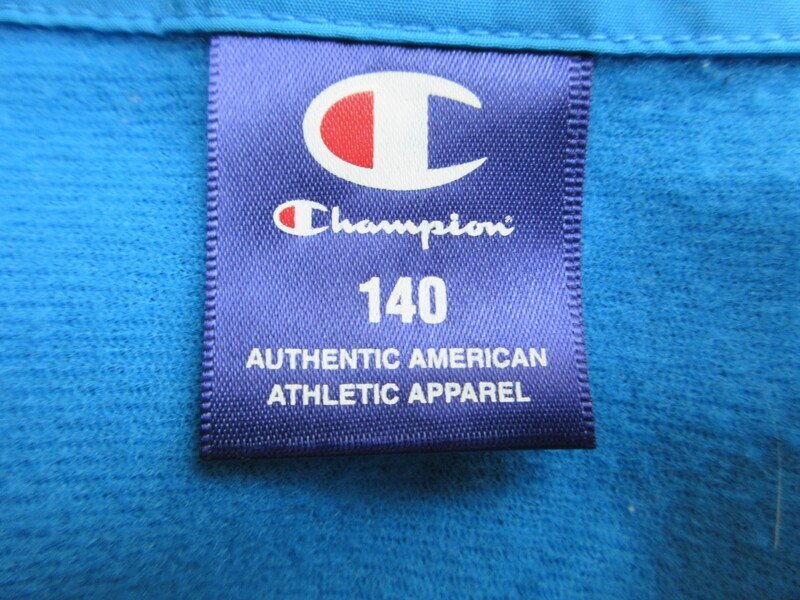 Champion
140
AUTHENTIC AMERICAN
ATHLETIC APPAREL